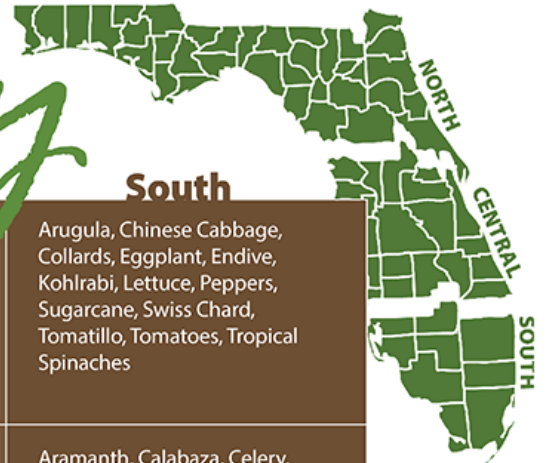 NORTH
CENTRAL
SOUTH
South
Arugula, Chinese Cabbage,
Collards, Eggplant, Endive,
Kohlrabi, Lettuce, Peppers,
Sugarcane, Swiss Chard,
Tomatillo, Tomatoes, Tropical
Spinaches
Aramanth, Calabaza, Celery,